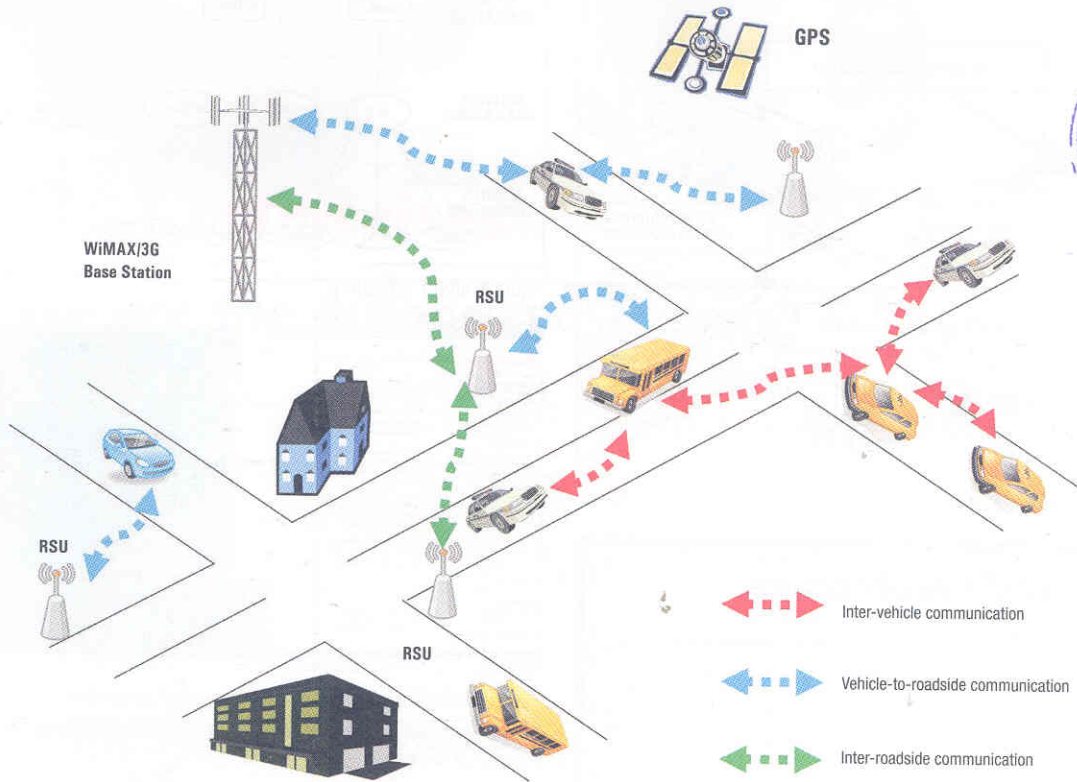 GPS
WiMAX/3G
Base Station
RSU
RSU
RSU
Inter-vehicle communication
Vehicle-to-roadside communication
Inter-roadside communication